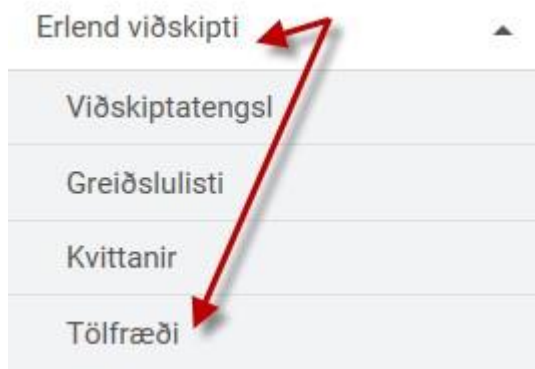 Erlend viðskipti
Viðskiptatengsl
Greiðslulisti
Kvittanir
Tölfræði